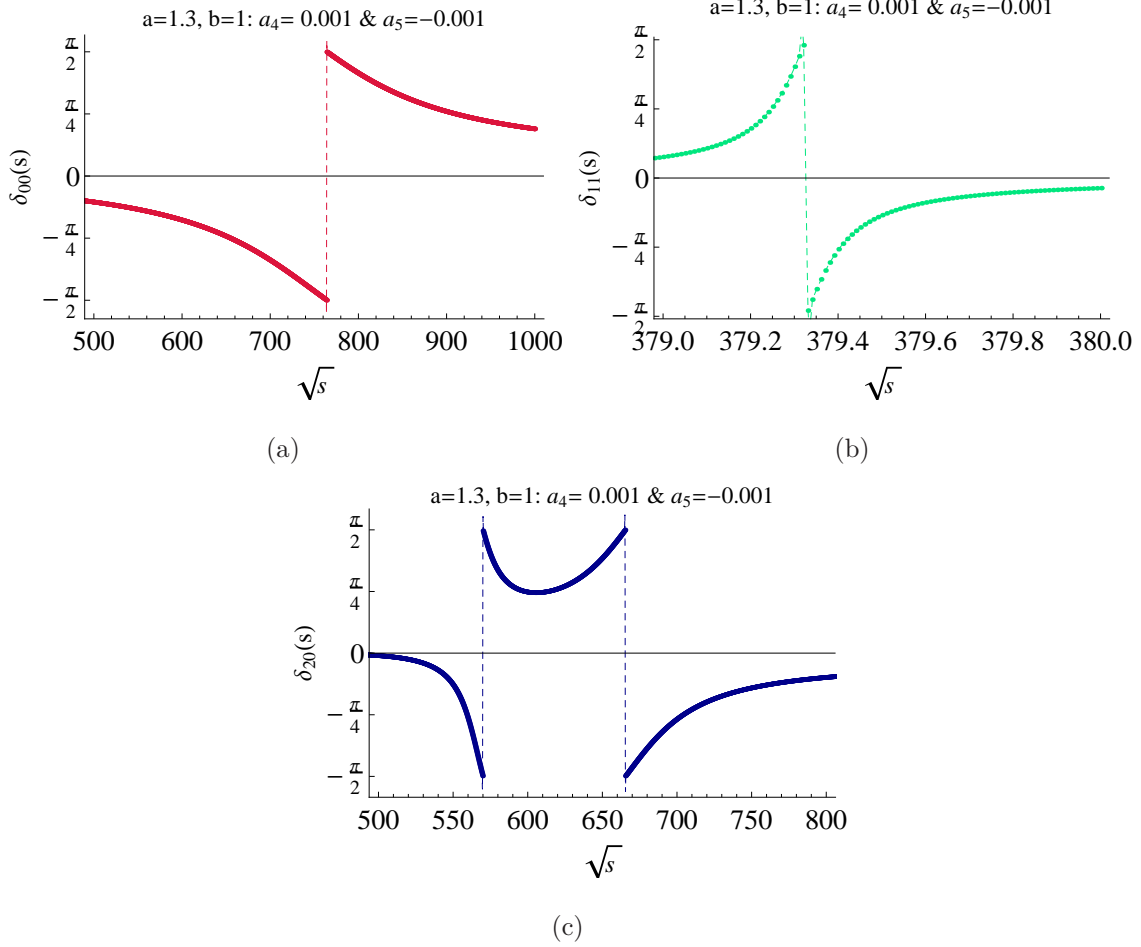 a=1.3, b=1: a₄= 0.001 & a₅=−0.001
π/2
π/4
0
−π/4
−π/2
δ₀₀(s)
500 600 700 800 900 1000
√s
(a)
a=1.3, b=1: a₄= 0.001 & a₅=−0.001
π/2
π/4
0
−π/4
−π/2
δ₁₁(s)
379.0 379.2 379.4 379.6 379.8 380.0
√s
(b)
a=1.3, b=1: a₄= 0.001 & a₅=−0.001
π/2
π/4
0
−π/4
−π/2
δ₂₀(s)
500 550 600 650 700 750 800
√s
(c)